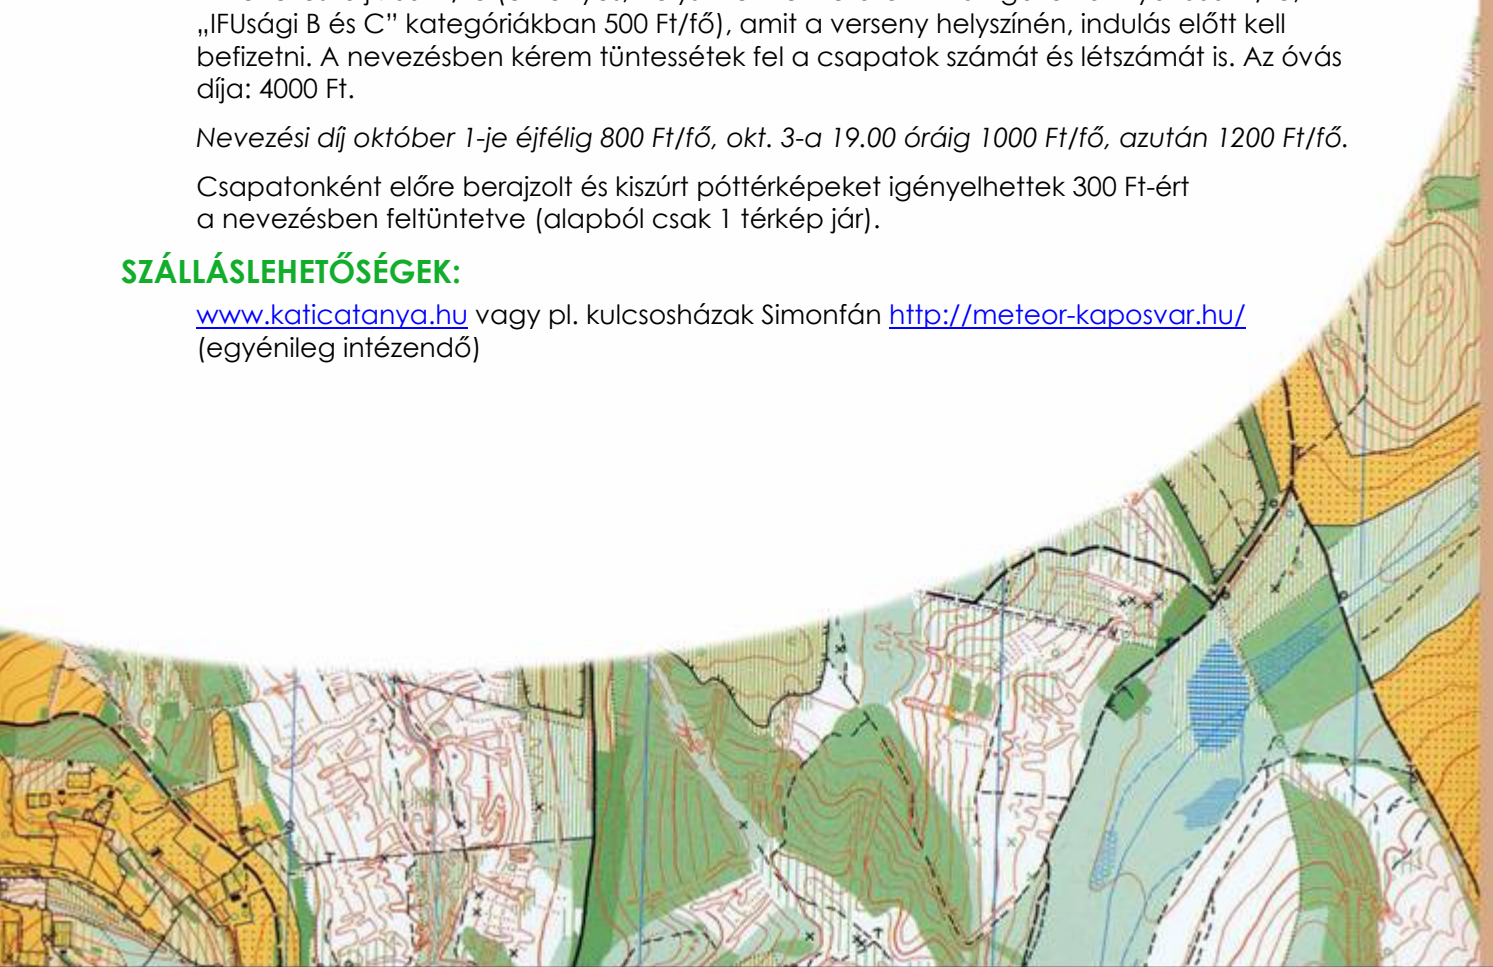 „IFUsági B és C” kategóriákban 500 Ft/fő), amit a verseny helyszínén, indulás előtt kell
befizetni. A nevezésben kérem tüntessétek fel a csapatok számát és létszámát is. Az óvás
díja: 4000 Ft.
Nevezési díj október 1-je éjfélig 800 Ft/fő, okt. 3-a 19.00 óráig 1000 Ft/fő, azután 1200 Ft/fő.
Csapatonként előre berajzolt és kiszúrt póttérképeket igényelhettek 300 Ft-ért
a nevezésben feltüntetve (alapból csak 1 térkép jár).
SZÁLLÁSLEHETŐSÉGEK:
www.katicatanya.hu vagy pl. kulcsosházak Simonfán http://meteor-kaposvar.hu/
(egyénileg intézendő)